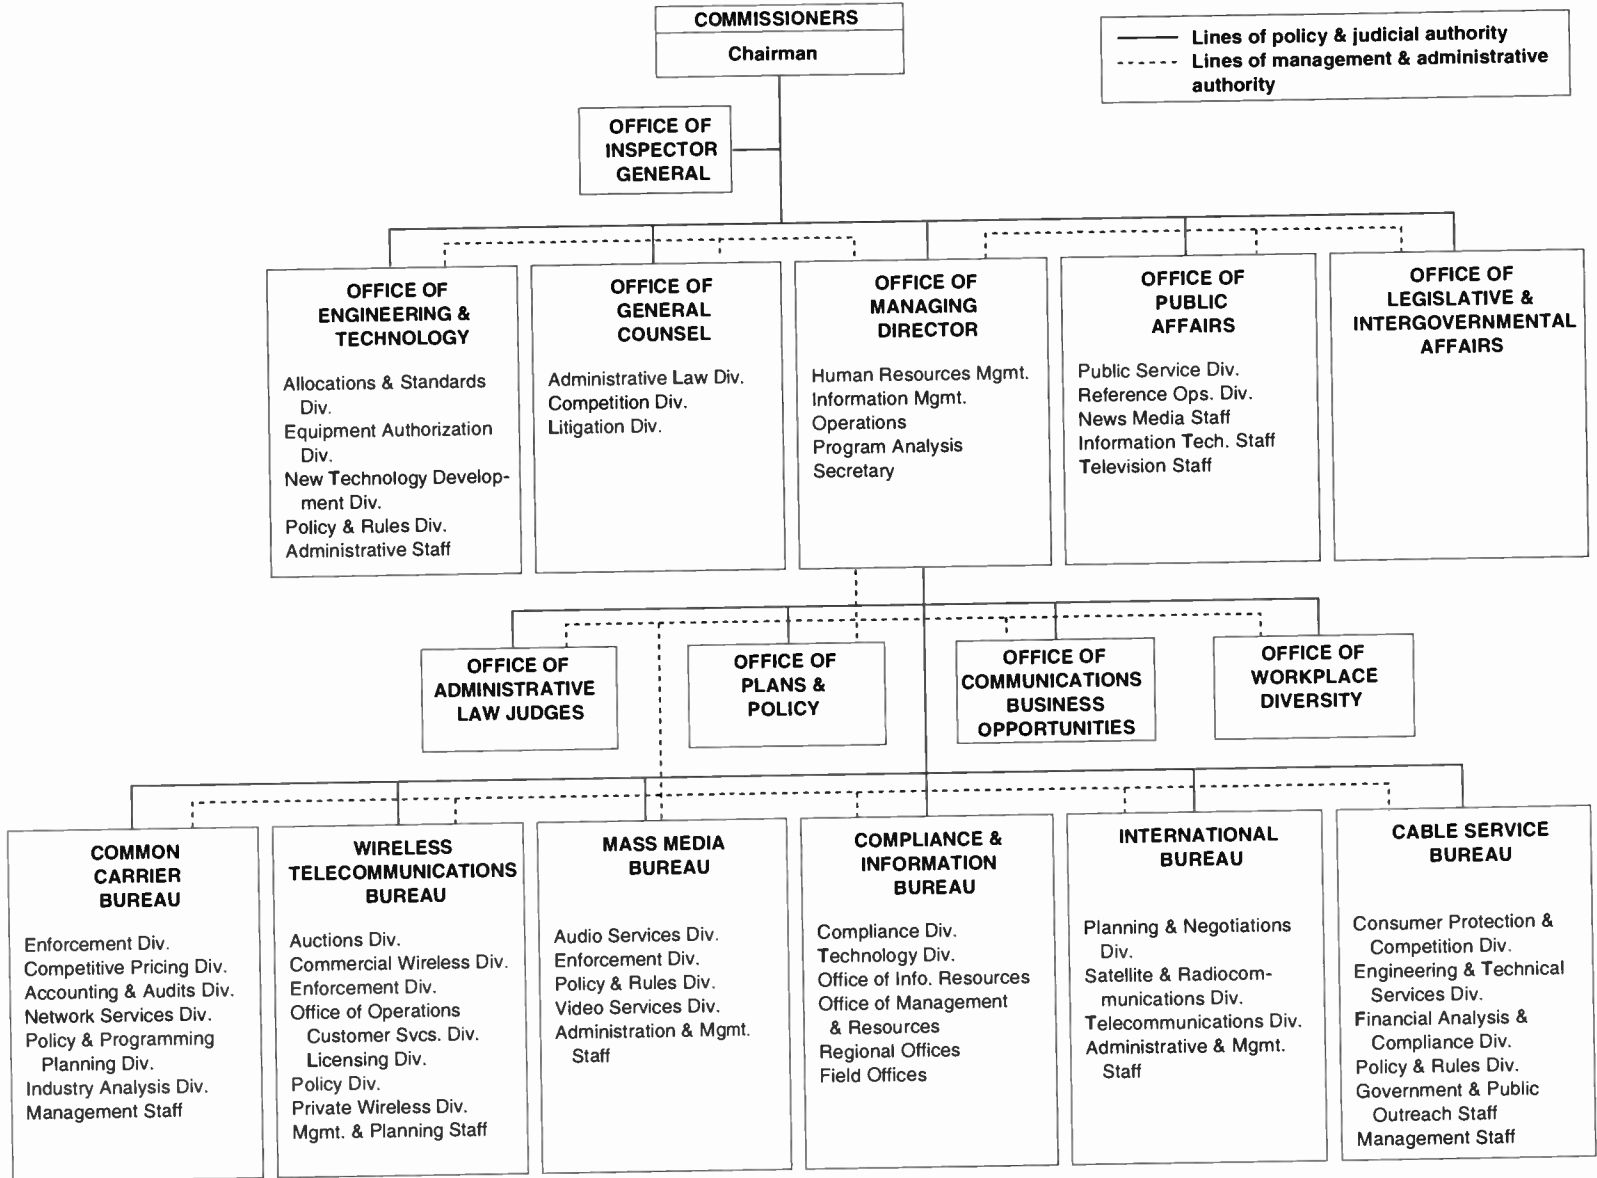 COMMISSIONERS
Chairman
Lines of policy & judicial authority
Lines of management & administrative
authority
OFFICE OF
INSPECTOR
GENERAL
OFFICE OF
ENGINEERING &
TECHNOLOGY
Allocations & Standards
Div.
Equipment Authorization
Div.
New Technology Develop-
ment Div.
Policy & Rules Div.
Administrative Staff
OFFICE OF
GENERAL
COUNSEL
Administrative Law Div.
Competition Div.
Litigation Div.
OFFICE OF
MANAGING
DIRECTOR
Human Resources Mgmt.
Information Mgmt.
Operations
Program Analysis
Secretary
OFFICE OF
PUBLIC
AFFAIRS
Public Service Div.
Reference Ops. Div.
News Media Staff
Information Tech. Staff
Television Staff
OFFICE OF
LEGISLATIVE &
INTERGOVERNMENTAL
AFFAIRS
OFFICE OF
ADMINISTRATIVE
LAW JUDGES
OFFICE OF
PLANS &
POLICY
OFFICE OF
COMMUNICATIONS
BUSINESS
OPPORTUNITIES
OFFICE OF
WORKPLACE
DIVERSITY
COMMON
CARRIER
BUREAU
Enforcement Div.
Competitive Pricing Div.
Accounting & Audits Div.
Network Services Div.
Policy & Programming
Planning Div.
Industry Analysis Div.
Management Staff
WIRELESS
TELECOMMUNICATIONS
BUREAU
Auctions Div.
Commercial Wireless Div.
Enforcement Div.
Office of Operations
Customer Svcs. Div.
Licensing Div.
Policy Div.
Private Wireless Div.
Mgmt. & Planning Staff
MASS MEDIA
BUREAU
Audio Services Div.
Enforcement Div.
Policy & Rules Div.
Video Services Div.
Administration & Mgmt.
Staff
COMPLIANCE &
INFORMATION
BUREAU
Compliance Div.
Technology Div.
Office of Info. Resources
Office of Management
& Resources
Regional Offices
Field Offices
INTERNATIONAL
BUREAU
Planning & Negotiations
Div.
Satellite & Radiocom-
munications Div.
Telecommunications Div.
Administrative & Mgmt.
Staff
CABLE SERVICE
BUREAU
Consumer Protection &
Competition Div.
Engineering & Technical
Services Div.
Financial Analysis &
Compliance Div.
Policy & Rules Div.
Government & Public
Outreach Staff
Management Staff